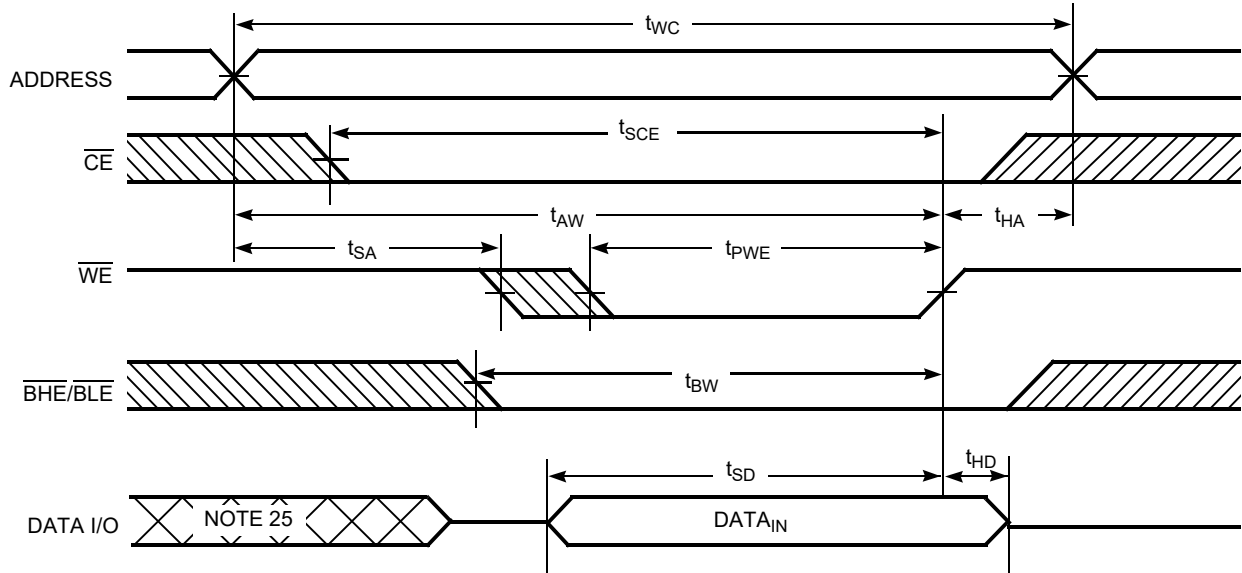 tWC
ADDRESS
tSCE
CE
tAW
tHA
tSA
tPWE
WE
tBW
BHE/BLE
tSD
tHD
DATA I/O
NOTE 25
DATAIN